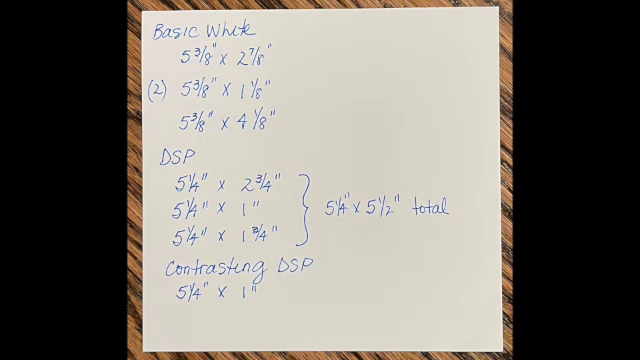 Basic White
5 3/8" x 2 7/8"
(2) 5 3/8" x 1 1/8"
5 3/8" x 4 1/8"
DSP
5 1/4" x 2 3/4"
5 1/4" x 1" } 5 1/4" x 5 1/2" total
5 1/4" x 1 3/4"
Contrasting DSP
5 1/4" x 1"